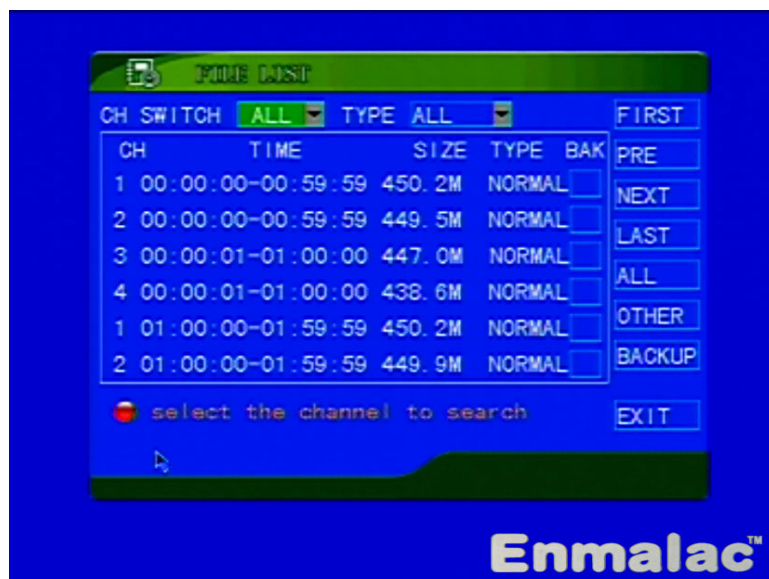 FILE LIST
CH SWITCH ALL TYPE ALL FIRST
CH TIME SIZE TYPE BAK PRE
1 00:00:00-00:59:59 450.2M NORMAL NEXT
2 00:00:00-00:59:59 449.5M NORMAL LAST
3 00:00:01-01:00:00 447.0M NORMAL ALL
4 00:00:01-01:00:00 438.6M NORMAL OTHER
1 01:00:00-01:59:59 450.2M NORMAL BACKUP
2 01:00:00-01:59:59 449.9M NORMAL
select the channel to search EXIT
Enmalac™